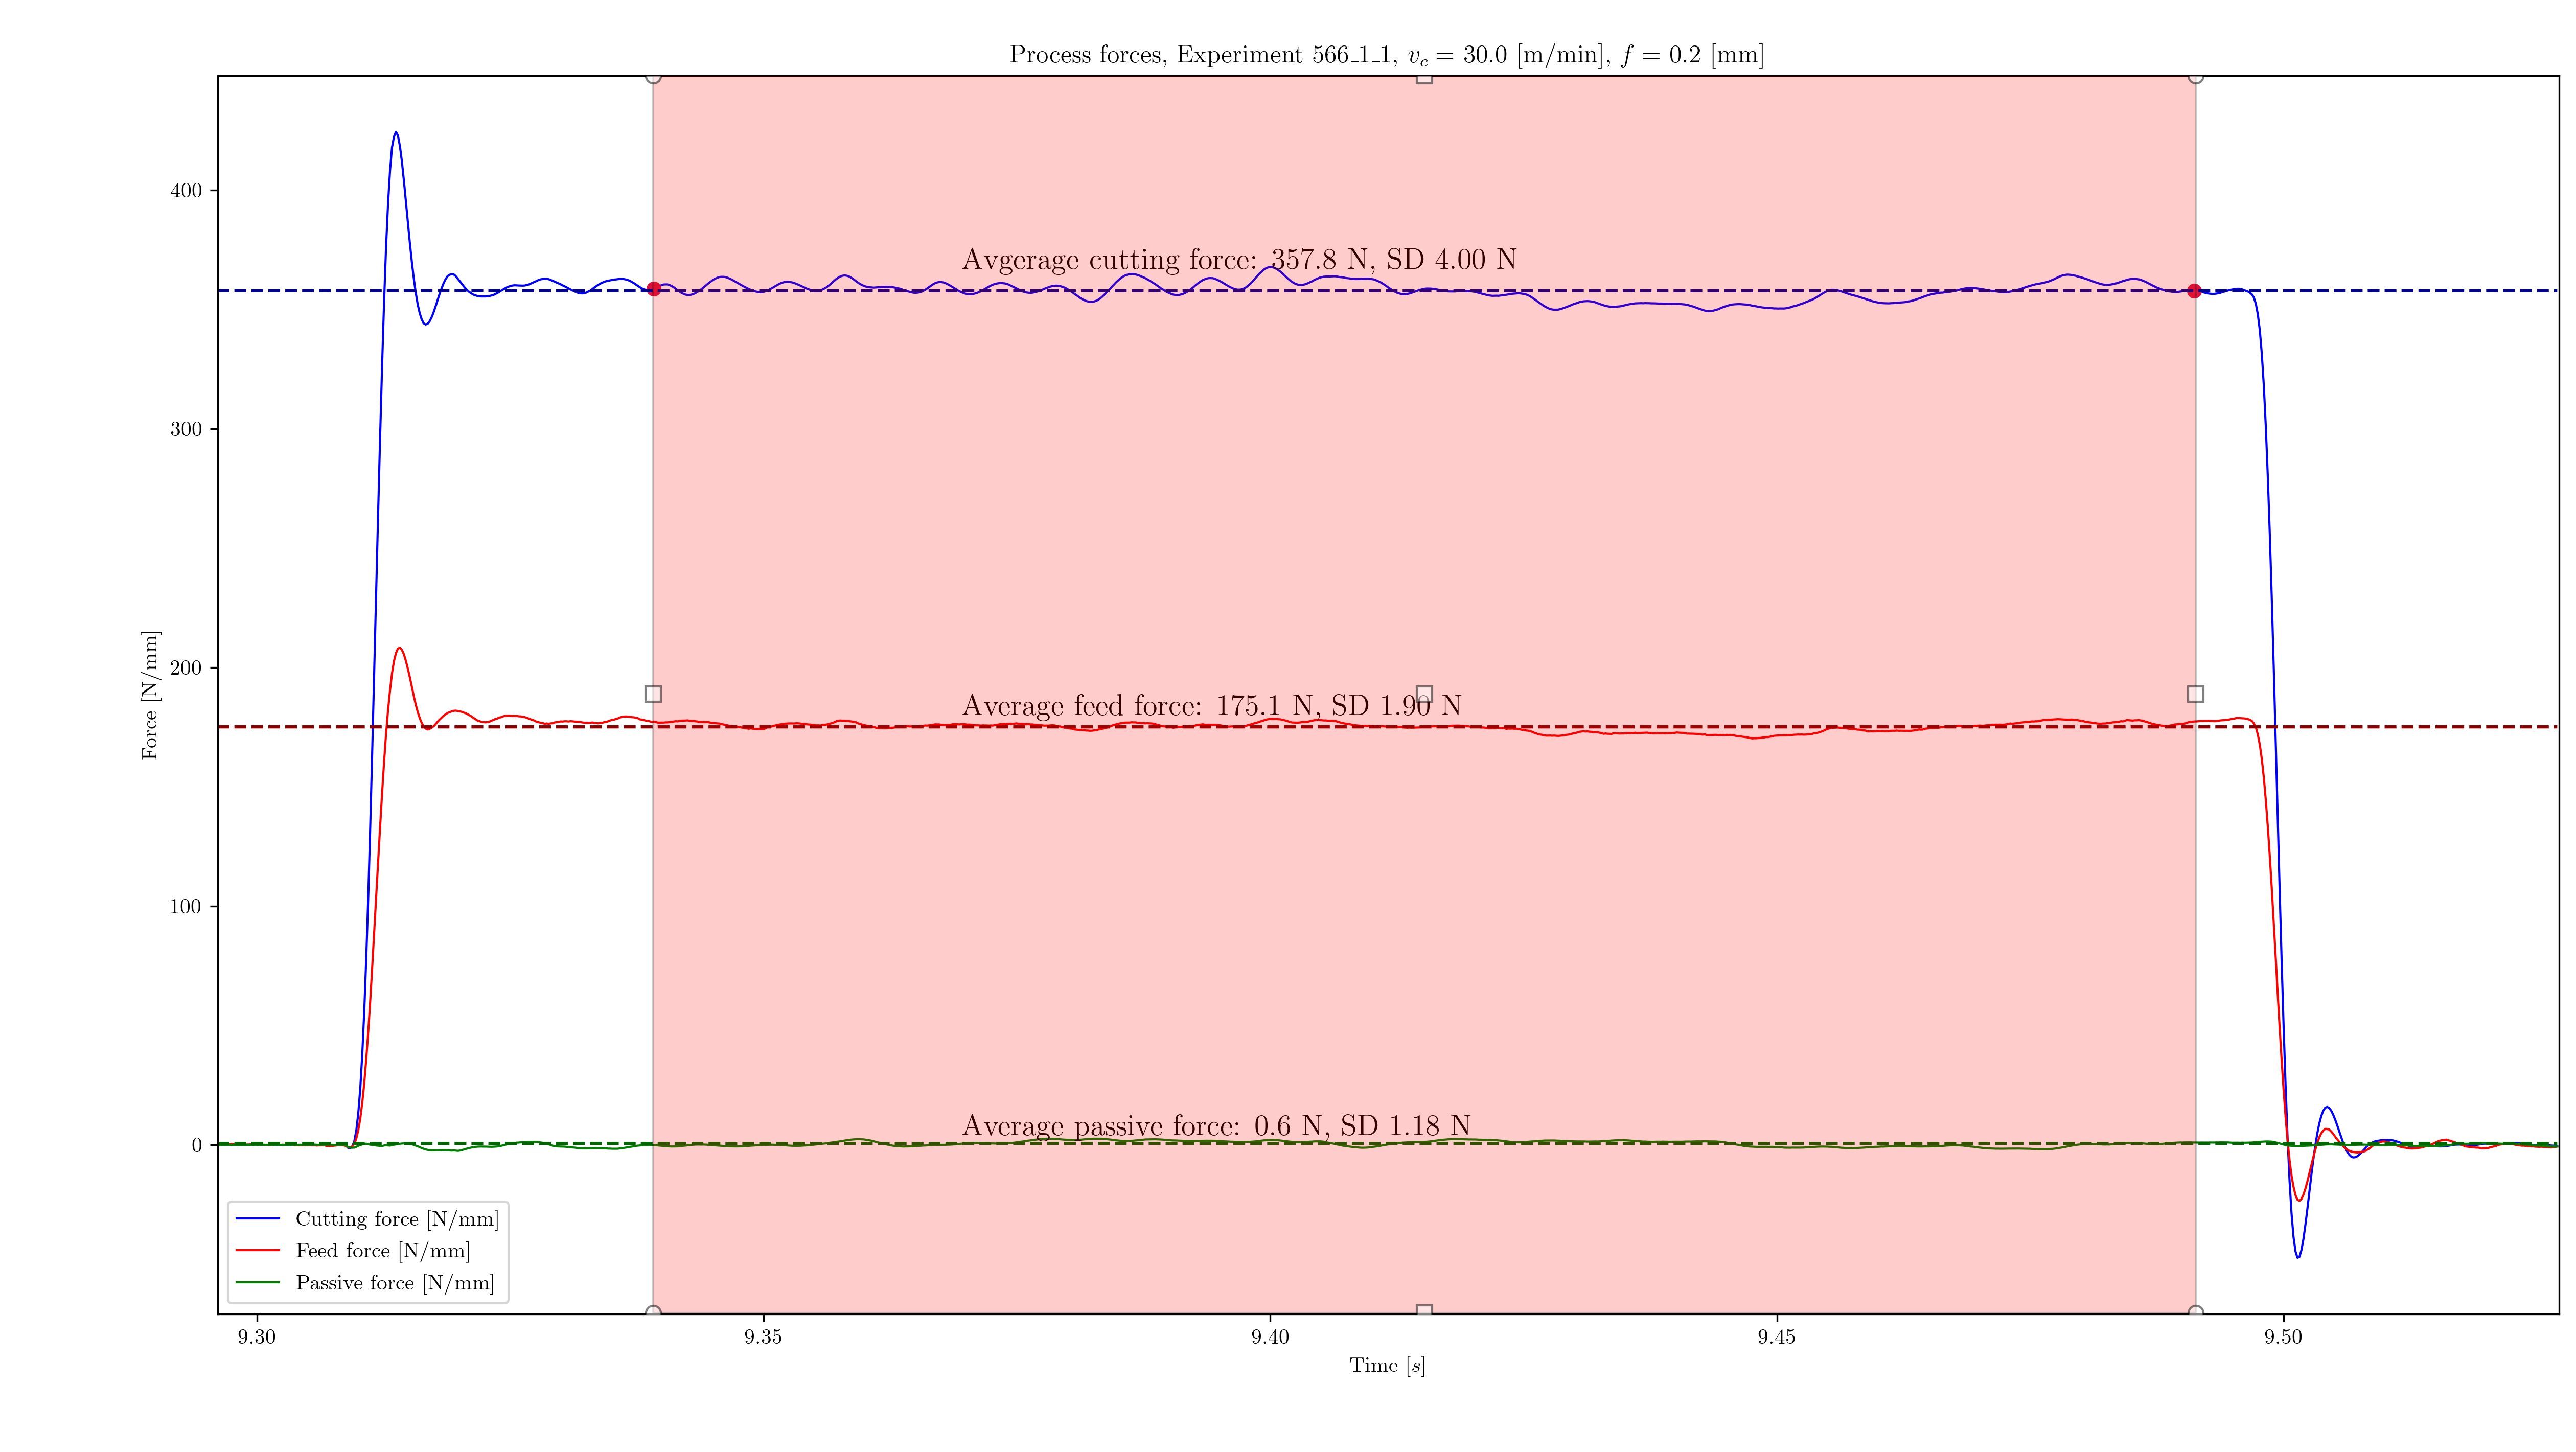 Process forces, Experiment 566_1_1, v_c = 30.0 [m/min], f = 0.2 [mm]
400
300
200
100
0
Force [N/mm]
Avgerage cutting force: 357.8 N, SD 4.00 N
Average feed force: 175.1 N, SD 1.90 N
Average passive force: 0.6 N, SD 1.18 N
Cutting force [N/mm]
Feed force [N/mm]
Passive force [N/mm]
9.30 9.35 9.40 9.45 9.50
Time [s]